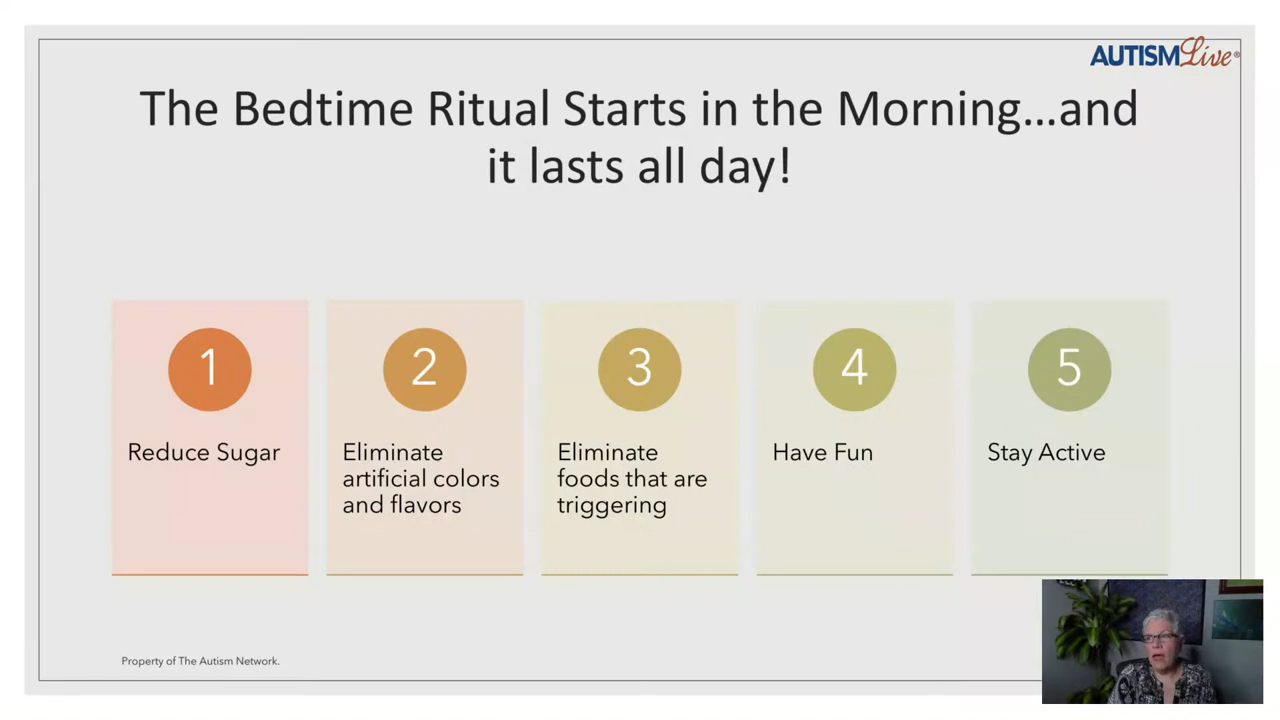 AUTISMLive®
The Bedtime Ritual Starts in the Morning...and
it lasts all day!
1
Reduce Sugar
2
Eliminate
artificial colors
and flavors
3
Eliminate
foods that are
triggering
4
Have Fun
5
Stay Active
Property of The Autism Network.